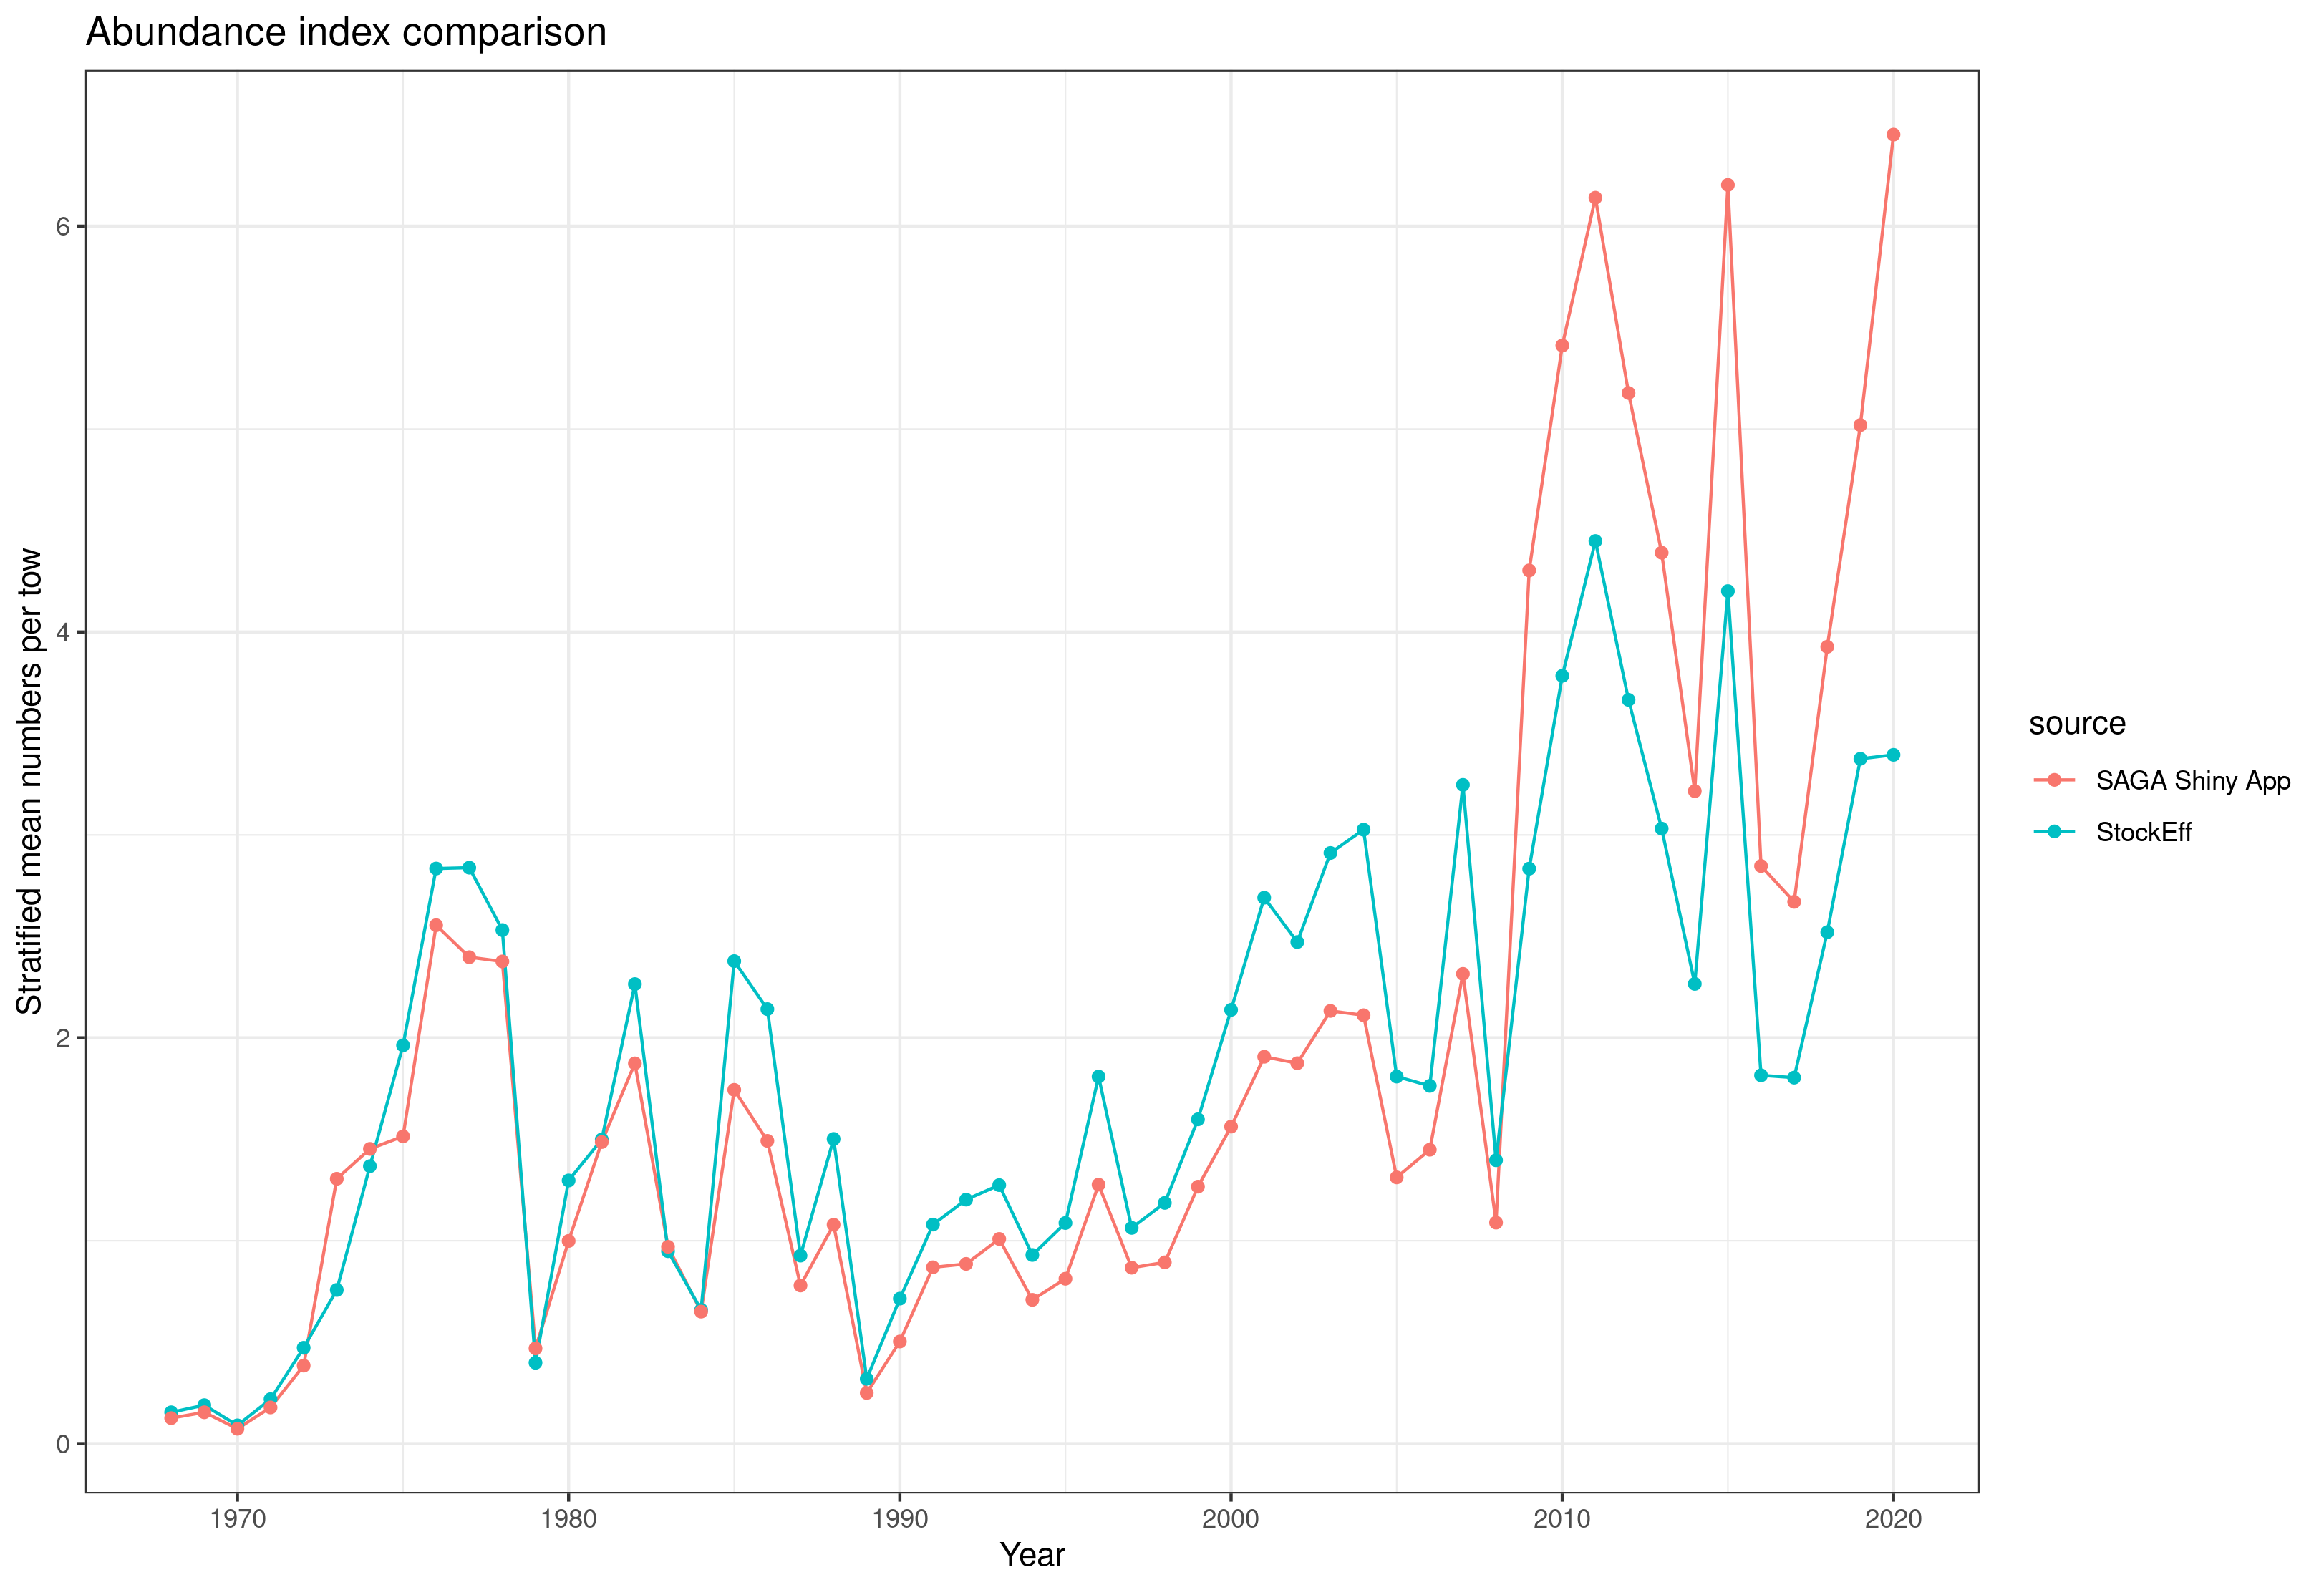 Abundance index comparison
Stratified mean numbers per tow
6
4
2
0
1970
1980
1990
2000
2010
2020
Year
source
SAGA Shiny App
StockEff